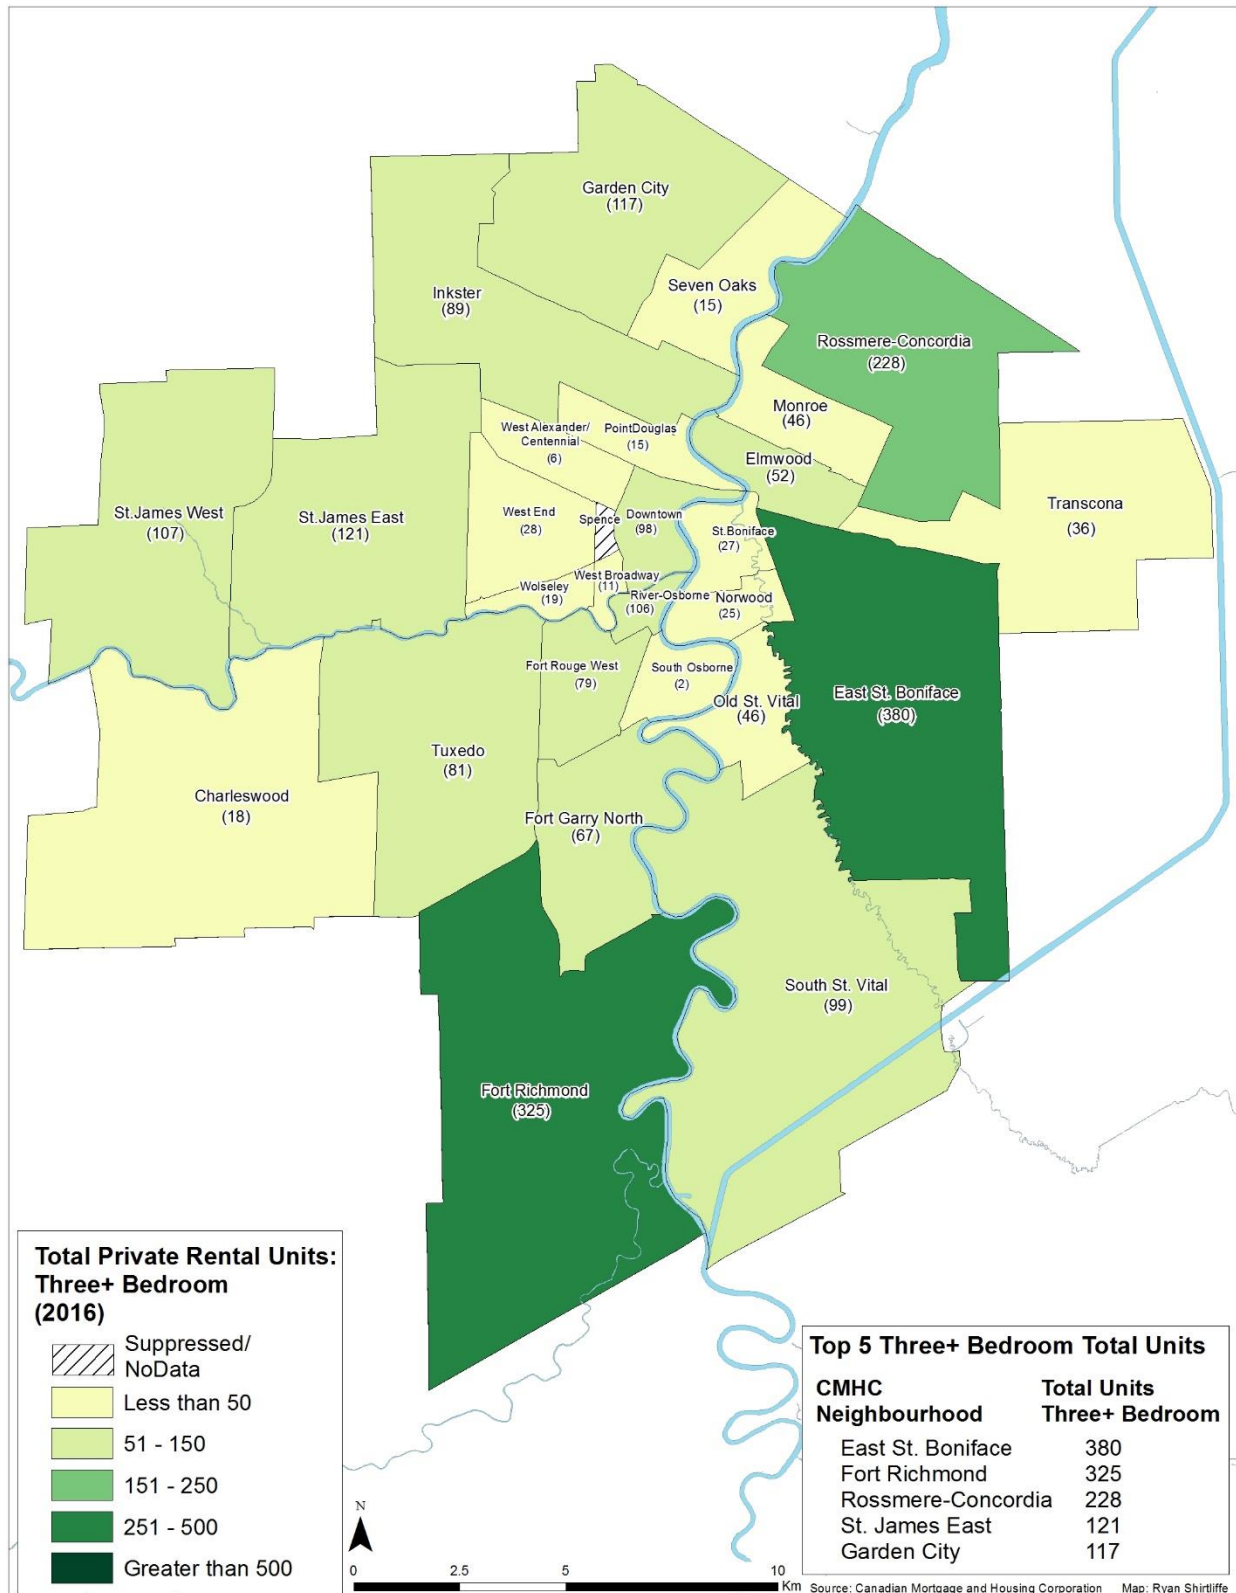 Garden City
(117)
Seven Oaks
(15)
Inkster
(89)
Rossmere-Concordia
(228)
Monroe
(46)
West Alexander/
Centennial
(6)
PointDouglas
(15)
Elmwood
(52)
Transcona
(36)
St.James West
(107)
St.James East
(121)
West End
(28)
Spence
Downtown
(98)
St.Boniface
(27)
West Broadway
(11)
Wolseley
(19)
River-Osborne
(106)
Norwood
(25)
Fort Rouge West
(79)
South Osborne
(2)
Old St. Vital
(46)
East St. Boniface
(380)
Tuxedo
(81)
Charleswood
(18)
Fort Garry North
(67)
South St. Vital
(99)
Fort Richmond
(325)
Total Private Rental Units:
Three+ Bedroom
(2016)
Suppressed/
NoData
Less than 50
51 - 150
151 - 250
251 - 500
Greater than 500
N
0 2.5 5 10
Km
Top 5 Three+ Bedroom Total Units
CMHC Total Units
Neighbourhood Three+ Bedroom
East St. Boniface 380
Fort Richmond 325
Rossmere-Concordia 228
St. James East 121
Garden City 117
Source: Canadian Mortgage and Housing Corporation Map: Ryan Shirtliffe